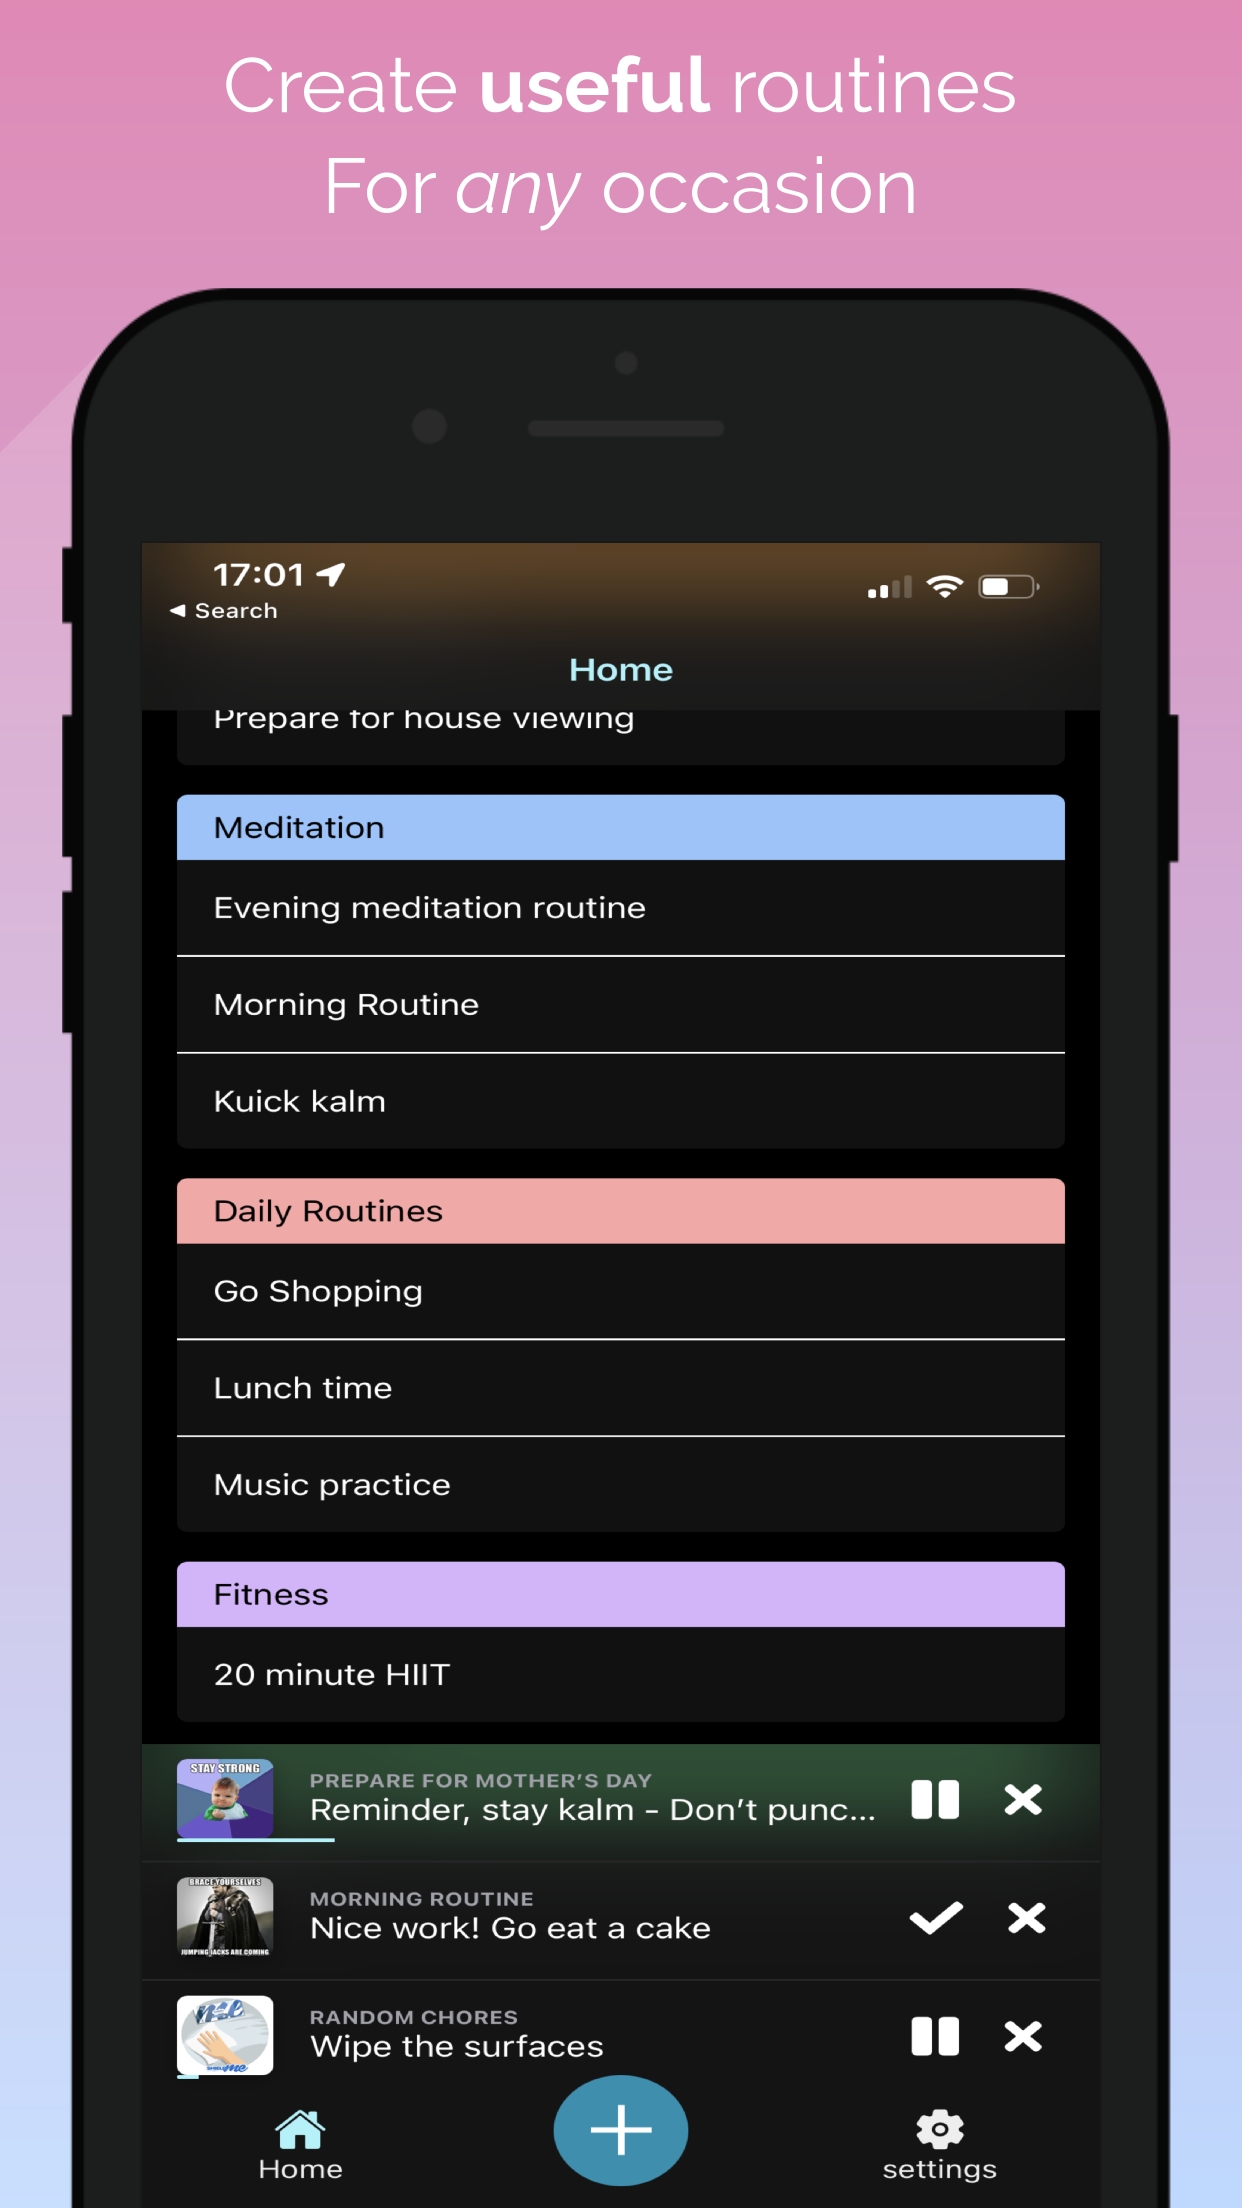 Create useful routines
For any occasion
17:01
Search
Home
Prepare for house viewing
Meditation
Evening meditation routine
Morning Routine
Kuick kalm
Daily Routines
Go Shopping
Lunch time
Music practice
Fitness
20 minute HIIT
STAY STRONG
PREPARE FOR MOTHER'S DAY
Reminder, stay kalm - Don't punc...
BRACE YOURSELVES
JUMPING JACKS ARE COMING
MORNING ROUTINE
Nice work! Go eat a cake
RANDOM CHORES
Wipe the surfaces
Home
settings